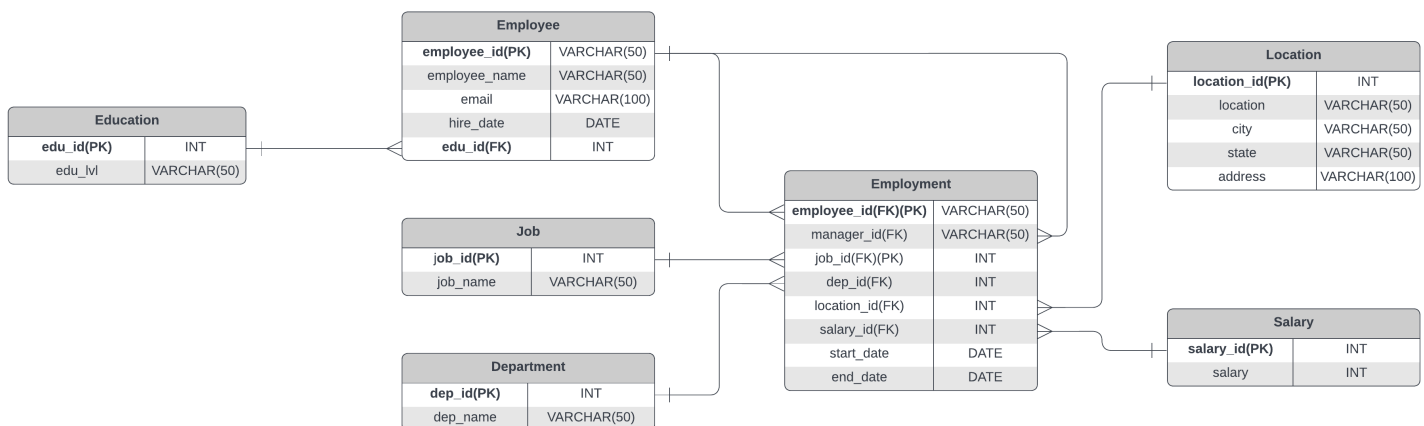 Employee
employee_id(PK) VARCHAR(50)
employee_name VARCHAR(50)
email VARCHAR(100)
hire_date DATE
edu_id(FK) INT
Location
location_id(PK) INT
location VARCHAR(50)
city VARCHAR(50)
state VARCHAR(50)
address VARCHAR(100)
Education
edu_id(PK) INT
edu_lvl VARCHAR(50)
Employment
employee_id(FK)(PK) VARCHAR(50)
manager_id(FK) VARCHAR(50)
job_id(FK)(PK) INT
dep_id(FK) INT
location_id(FK) INT
salary_id(FK) INT
start_date DATE
end_date DATE
Job
job_id(PK) INT
job_name VARCHAR(50)
Salary
salary_id(PK) INT
salary INT
Department
dep_id(PK) INT
dep_name VARCHAR(50)